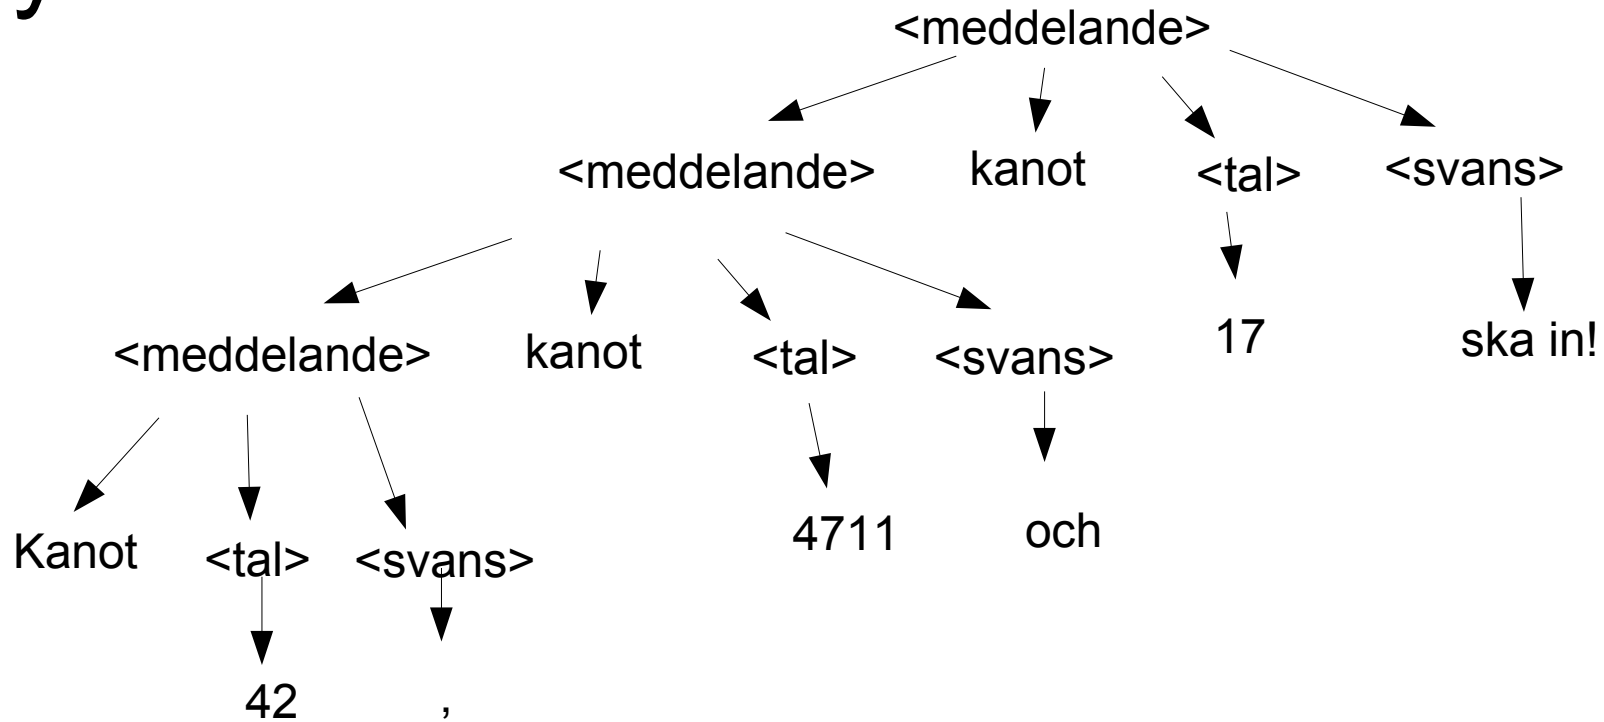 <meddelande>
<meddelande> kanot <tal> <svans>
17 ska in!
<meddelande> kanot <tal> <svans>
4711 och
Kanot <tal> <svans>
42 ,